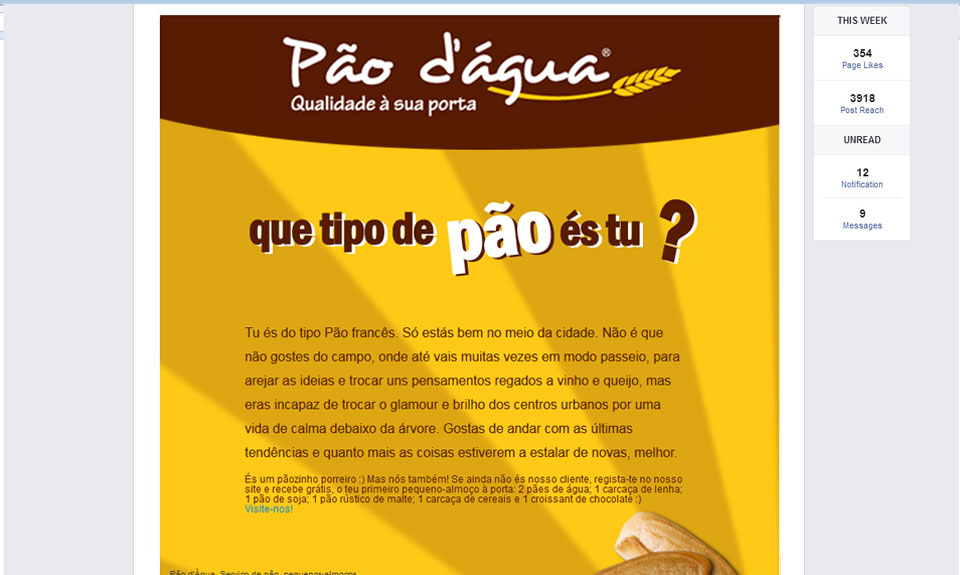 Pão d'água®
Qualidade à sua porta
que tipo de pão és tu ?
Tu és do tipo Pão francês. Só estás bem no meio da cidade. Não é que
não gostes do campo, onde até vais muitas vezes em modo passeio, para
arejar as ideias e trocar uns pensamentos regados a vinho e queijo, mas
eras incapaz de trocar o glamour e brilho dos centros urbanos por uma
vida de calma debaixo da árvore. Gostas de andar com as últimas
tendências e quanto mais as coisas estiverem a estalar de novas, melhor.
És um pãozinho porreiro :) Mas nós também! Se ainda não és nosso cliente, regista-te no nosso
site e recebe grátis, o teu primeiro pequeno-almoço à porta: 2 pães de água; 1 carcaça de lenha;
1 pão de soja; 1 pão rústico de malte; 1 carcaça de cereais e 1 croissant de chocolate :)
Visite-nos!
Pão d'Água. Serviço de pão, pequenos-almoços
THIS WEEK
354
Page Likes
3918
Post Reach
UNREAD
12
Notification
9
Messages